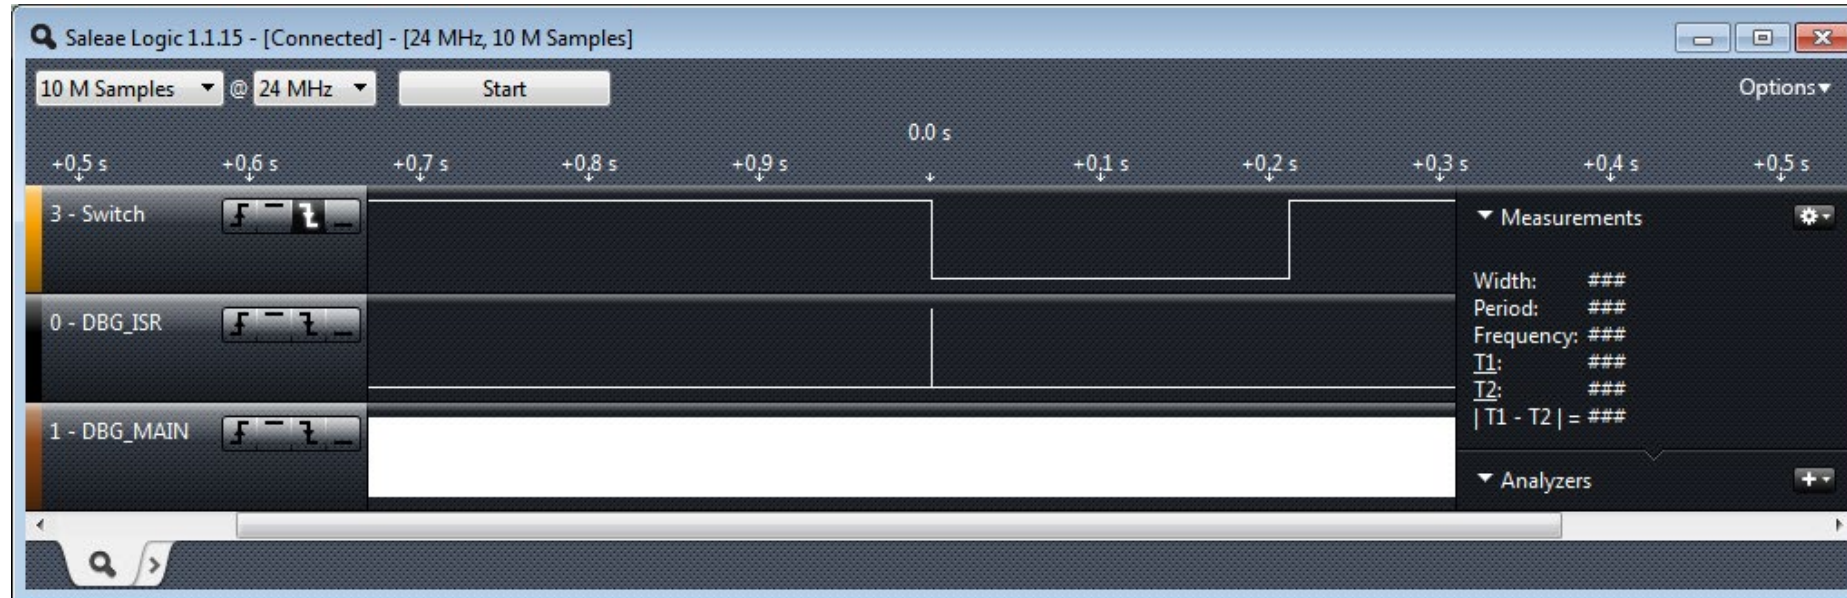 Saleae Logic 1.1.15 - [Connected] - [24 MHz, 10 M Samples]
10 M Samples @ 24 MHz Start Options
0.0 s
+0,5 s +0,6 s +0,7 s +0,8 s +0,9 s +0,1 s +0,2 s +0,3 s +0,4 s +0,5 s
3 - Switch
0 - DBG_ISR
1 - DBG_MAIN
Measurements
Width: ###
Period: ###
Frequency: ###
T1: ###
T2: ###
| T1 - T2 | = ###
Analyzers